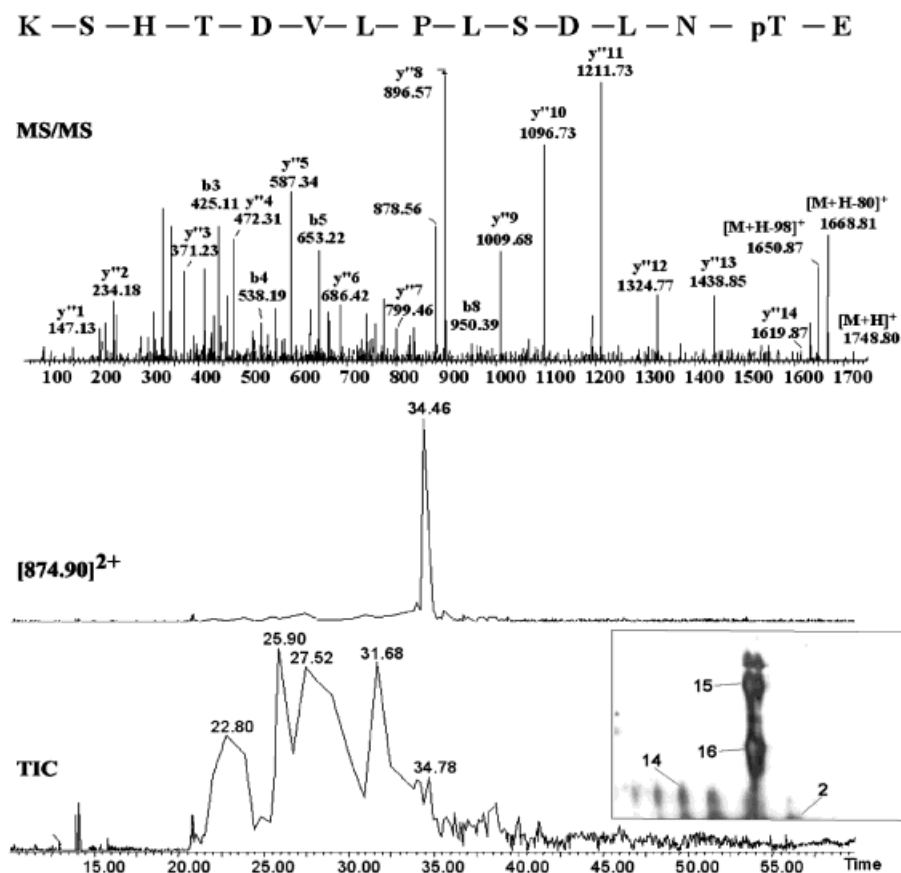 K – S – H – T – D – V – L – P – L – S – D – L – N – pT – E
MS/MS
y"1
147.13
y"2
234.18
y"3
371.23
b3
425.11
y"4
472.31
b4
538.19
y"5
587.34
b5
653.22
y"6
686.42
y"7
799.46
878.56
y"8
896.57
b8
950.39
y"9
1009.68
y"10
1096.73
y"11
1211.73
y"12
1324.77
y"13
1438.85
y"14
1619.87
[M+H-98]+
1650.87
[M+H-80]+
1668.81
[M+H]+
1748.80
100 200 300 400 500 600 700 800 900 1000 1100 1200 1300 1400 1500 1600 1700
[874.90]2+
34.46
TIC
22.80
25.90
27.52
31.68
34.78
15
16
14
2
15.00 20.00 25.00 30.00 35.00 40.00 45.00 50.00 55.00 Time